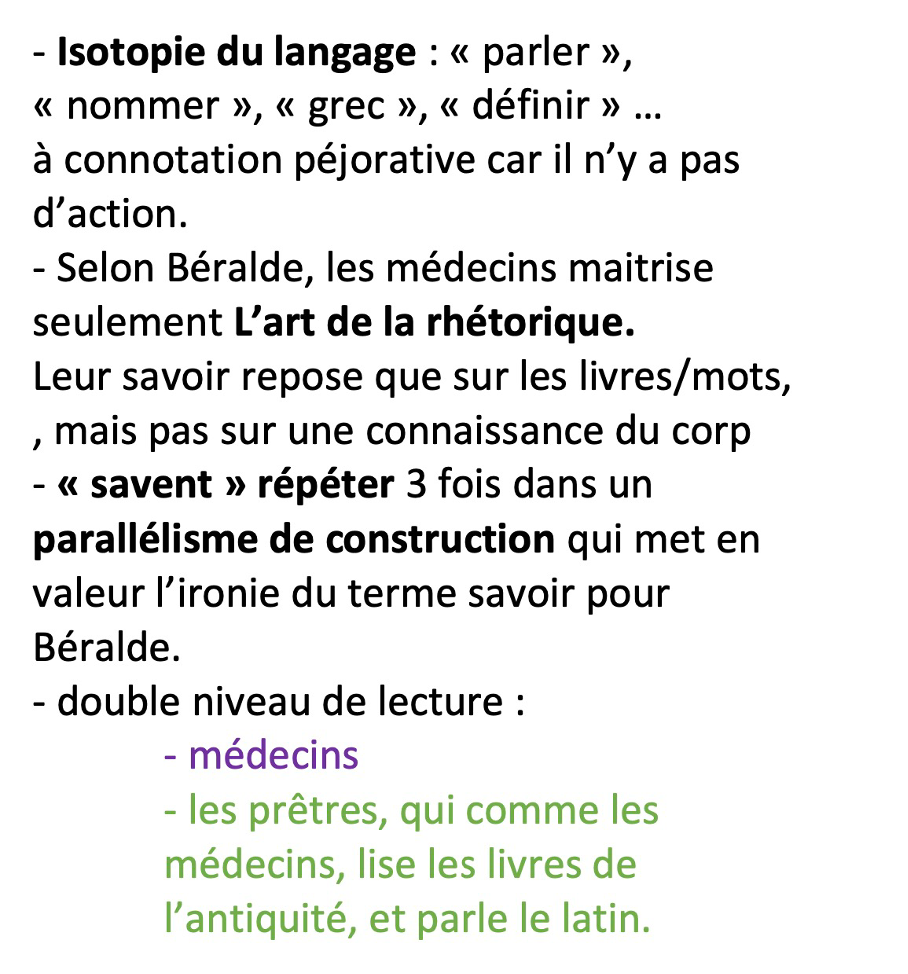 - Isotopie du langage : « parler »,
« nommer », « grec », « définir » …
à connotation péjorative car il n’y a pas
d’action.
- Selon Béralde, les médecins maitrise
seulement L’art de la rhétorique.
Leur savoir repose que sur les livres/mots,
, mais pas sur une connaissance du corp
- « savent » répéter 3 fois dans un
parallélisme de construction qui met en
valeur l’ironie du terme savoir pour
Béralde.
- double niveau de lecture :
- médecins
- les prêtres, qui comme les
médecins, lise les livres de
l’antiquité, et parle le latin.